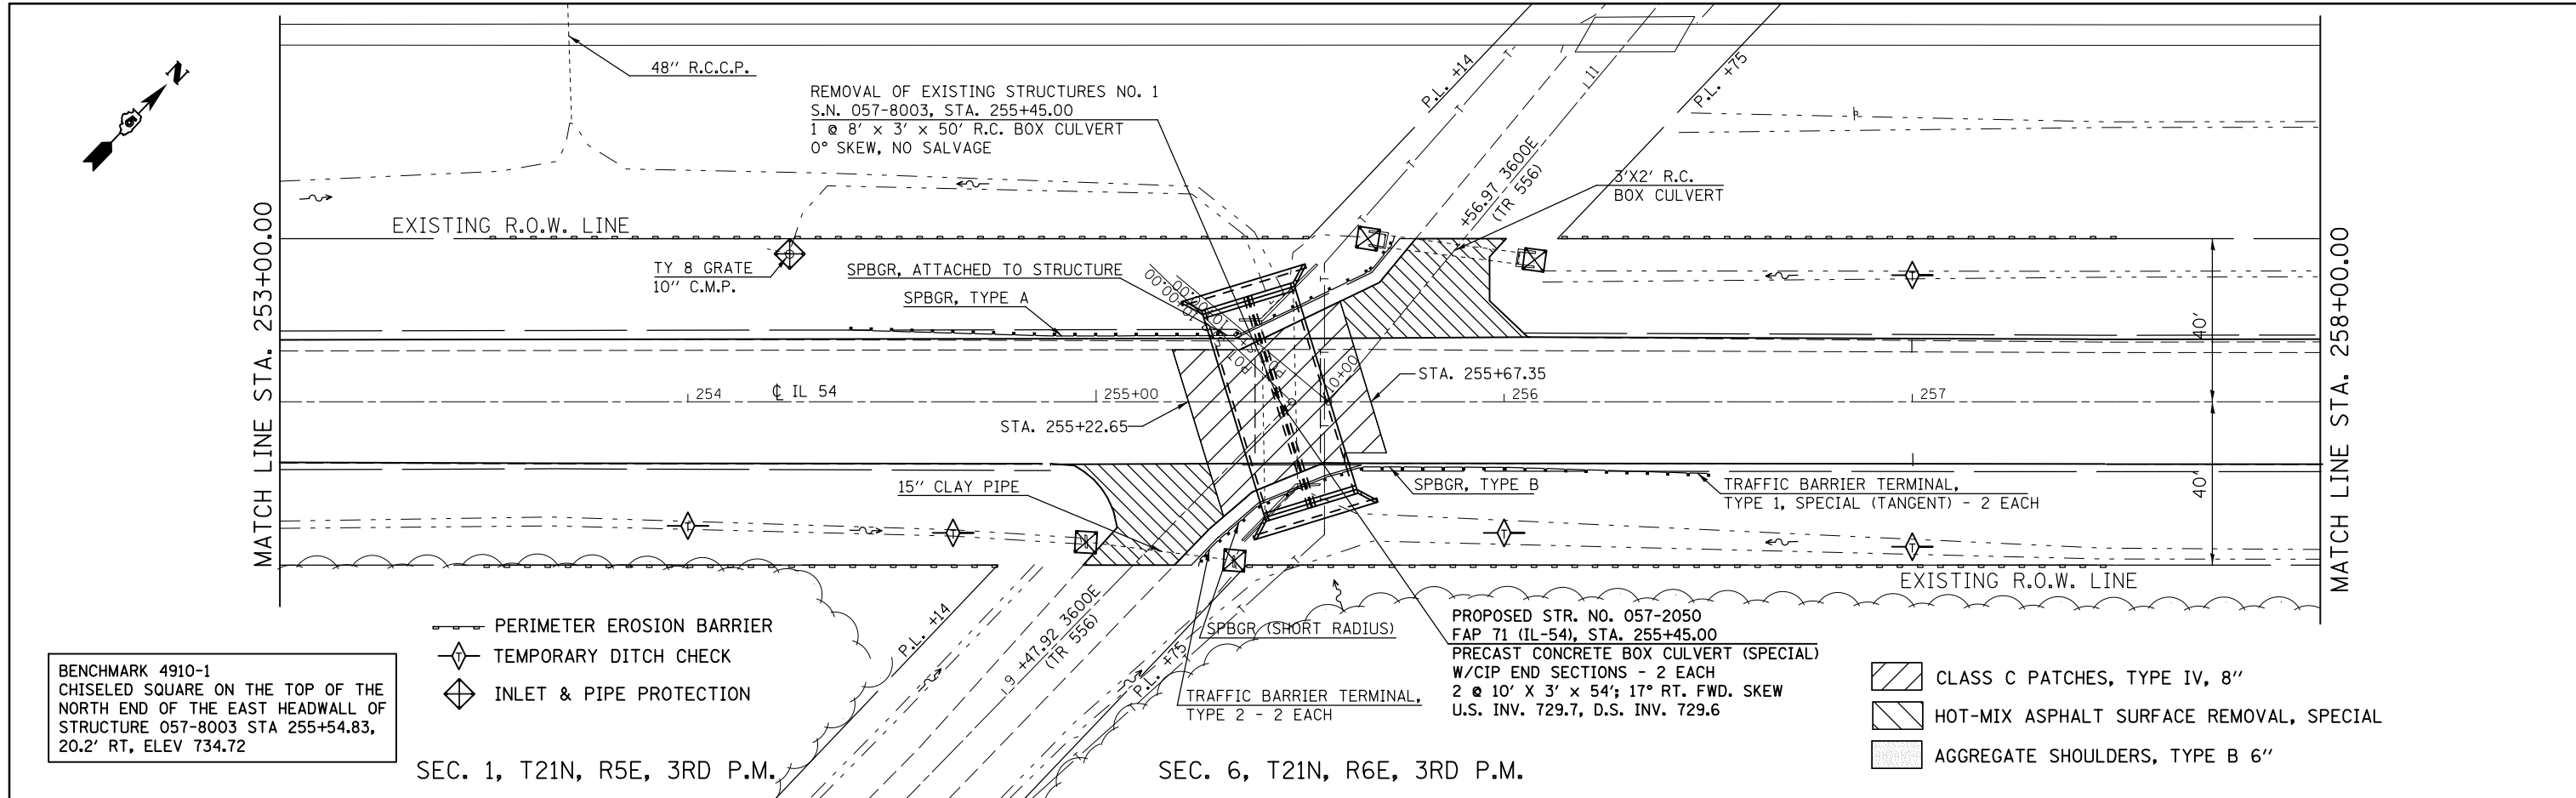 48" R.C.C.P.
REMOVAL OF EXISTING STRUCTURES NO. 1
S.N. 057-8003, STA. 255+45.00
1 @ 8' x 3' x 50' R.C. BOX CULVERT
0° SKEW, NO SALVAGE
P.L. +14
11
P.L. +75
N
+56.97 3600E
(TR 556)
3'X2' R.C.
BOX CULVERT
MATCH LINE STA. 253+00.00
EXISTING R.O.W. LINE
TY 8 GRATE
10" C.M.P.
SPBGR, ATTACHED TO STRUCTURE
SPBGR, TYPE A
MATCH LINE STA. 258+00.00
40'
254
℄ IL 54
255+00
10+00
STA. 255+67.35
256
257
STA. 255+22.65
40'
15" CLAY PIPE
SPBGR, TYPE B
TRAFFIC BARRIER TERMINAL,
TYPE 1, SPECIAL (TANGENT) - 2 EACH
EXISTING R.O.W. LINE
P.L. +14
9
+47.92 3600E
(TR 556)
P.L. +75
SPBGR (SHORT RADIUS)
TRAFFIC BARRIER TERMINAL,
TYPE 2 - 2 EACH
PROPOSED STR. NO. 057-2050
FAP 71 (IL-54), STA. 255+45.00
PRECAST CONCRETE BOX CULVERT (SPECIAL)
W/CIP END SECTIONS - 2 EACH
2 @ 10' X 3' x 54'; 17° RT. FWD. SKEW
U.S. INV. 729.7, D.S. INV. 729.6
PERIMETER EROSION BARRIER
T TEMPORARY DITCH CHECK
INLET & PIPE PROTECTION
BENCHMARK 4910-1
CHISELED SQUARE ON THE TOP OF THE
NORTH END OF THE EAST HEADWALL OF
STRUCTURE 057-8003 STA 255+54.83,
20.2' RT, ELEV 734.72
CLASS C PATCHES, TYPE IV, 8"
HOT-MIX ASPHALT SURFACE REMOVAL, SPECIAL
AGGREGATE SHOULDERS, TYPE B 6"
SEC. 1, T21N, R5E, 3RD P.M.
SEC. 6, T21N, R6E, 3RD P.M.